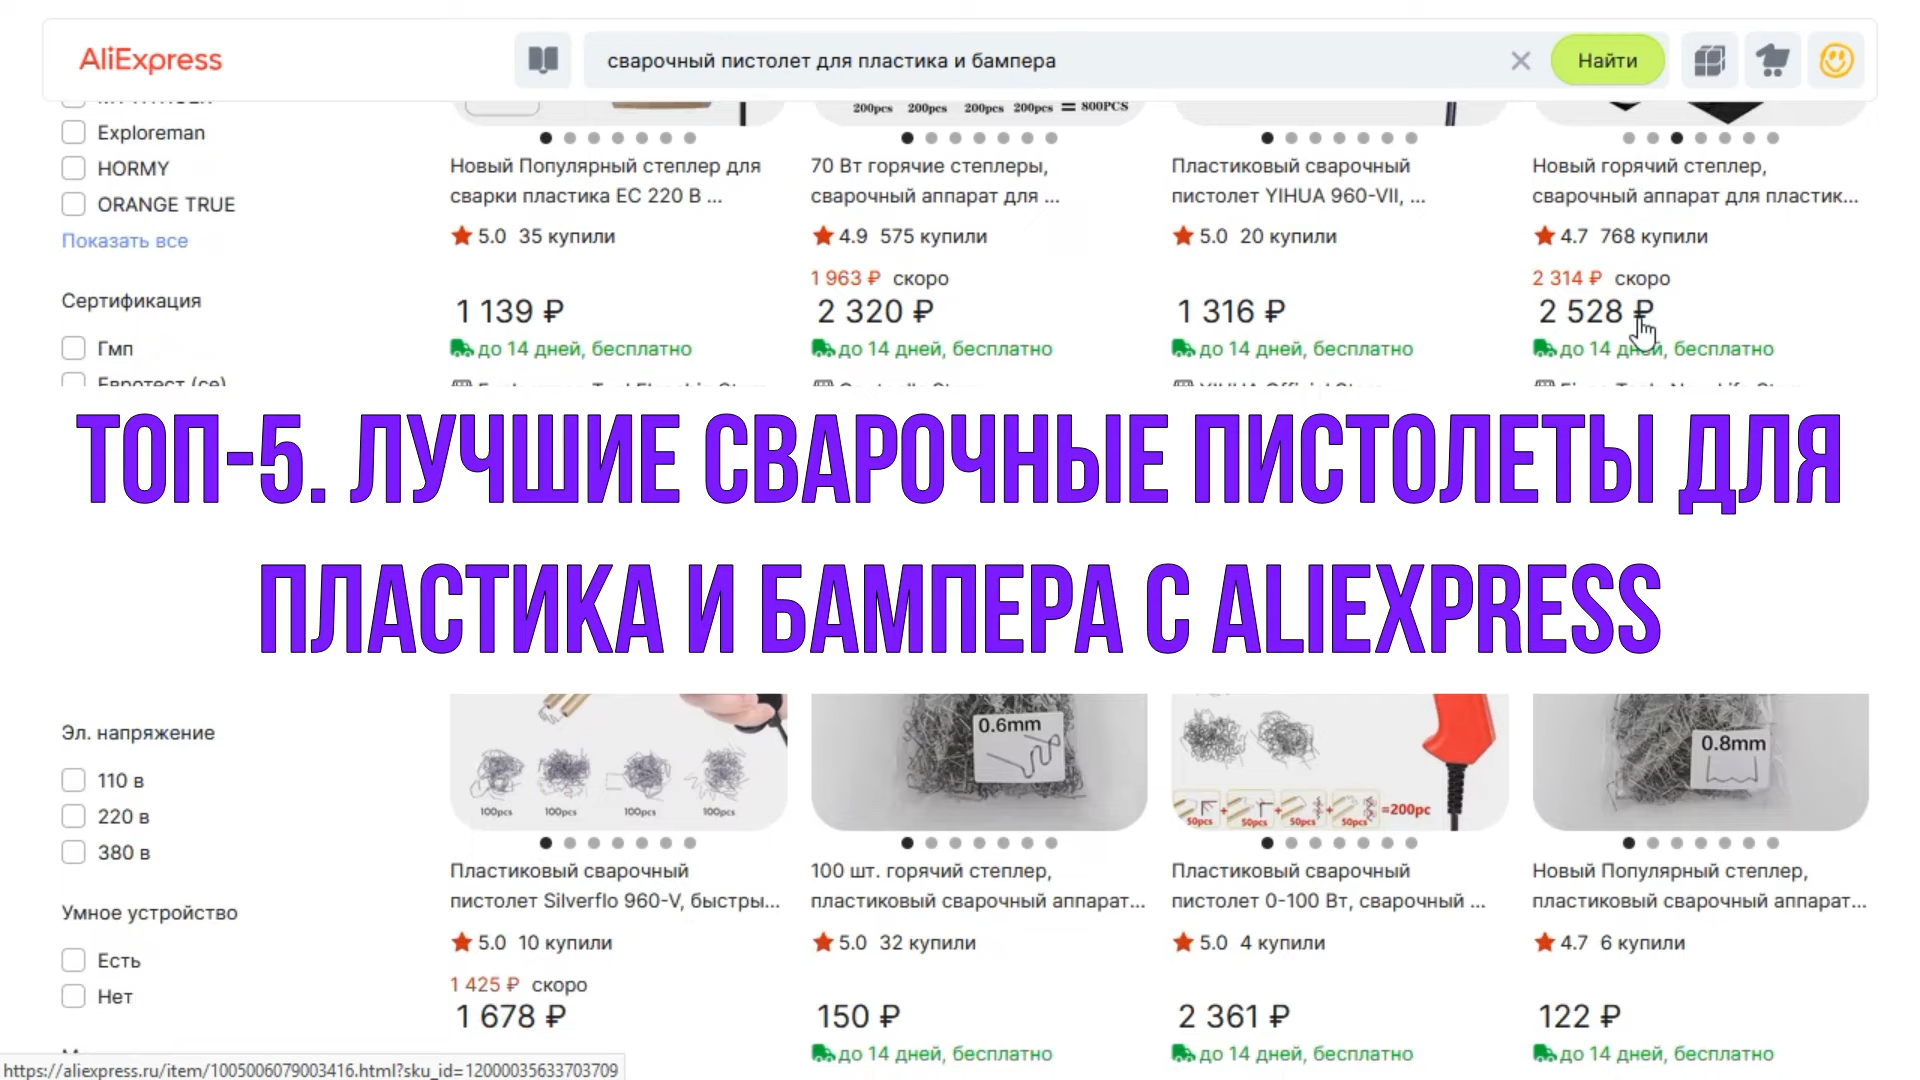 AliExpress
сварочный пистолет для пластика и бампера
Найти
Exploreman
HORMY
ORANGE TRUE
Показать все
Сертификация
Гмп
Евротест (ce)
200pcs 200pcs 200pcs 200pcs = 800PCS
Новый Популярный степлер для
сварки пластика ЕС 220 В ...
5.0 35 купили
1 139 ₽
до 14 дней, бесплатно
70 Вт горячие степлеры,
сварочный аппарат для ...
4.9 575 купили
1 963 ₽ скоро
2 320 ₽
до 14 дней, бесплатно
Пластиковый сварочный
пистолет YIHUA 960-VII, ...
5.0 20 купили
1 316 ₽
до 14 дней, бесплатно
Новый горячий степлер,
сварочный аппарат для пластик...
4.7 768 купили
2 314 ₽ скоро
2 528 ₽
до 14 дней, бесплатно
ТОП-5. ЛУЧШИЕ СВАРОЧНЫЕ ПИСТОЛЕТЫ ДЛЯ
ПЛАСТИКА И БАМПЕРА С ALIEXPRESS
Эл. напряжение
110 в
220 в
380 в
Умное устройство
Есть
Нет
100pcs 100pcs 100pcs 100pcs
Пластиковый сварочный
пистолет Silverflo 960-V, быстры...
5.0 10 купили
1 425 ₽ скоро
1 678 ₽
0.6mm
100 шт. горячий степлер,
пластиковый сварочный аппарат...
5.0 32 купили
150 ₽
до 14 дней, бесплатно
50pcs + 50pcs + 50pcs + 50pcs =200pc
Пластиковый сварочный
пистолет 0-100 Вт, сварочный ...
5.0 4 купили
2 361 ₽
до 14 дней, бесплатно
0.8mm
Новый Популярный степлер,
пластиковый сварочный аппарат...
4.7 6 купили
122 ₽
до 14 дней, бесплатно
https://aliexpress.ru/item/1005006079003416.html?sku_id=12000035633703709